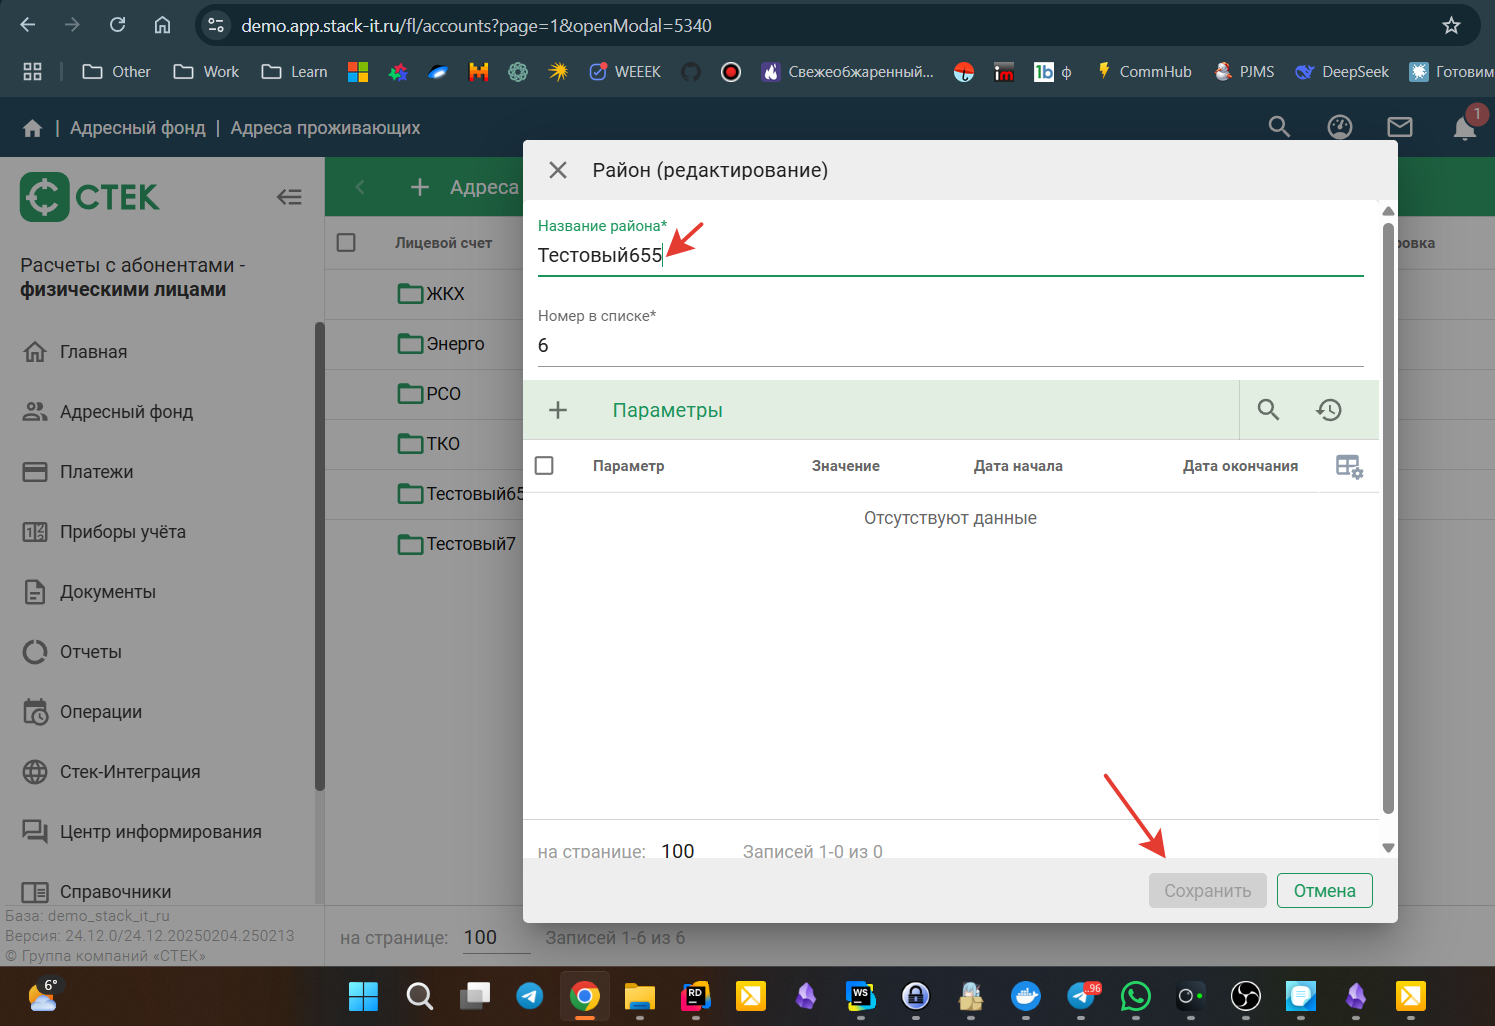 demo.app.stack-it.ru/fl/accounts?page=1&openModal=5340
Other
Work
Learn
WEEEK
Свежеобжаренный...
ф
CommHub
PJMS
DeepSeek
Готовим
| Адресный фонд | Адреса проживающих
1
СТЕК
Расчеты с абонентами -
физическими лицами
Главная
Адресный фонд
Платежи
Приборы учёта
Документы
Отчеты
Операции
Стек-Интеграция
Центр информирования
Справочники
База: demo_stack_it_ru
Версия: 24.12.0/24.12.20250204.250213
© Группа компаний «СТЕК»
Адреса
Лицевой счет
ровка
ЖКХ
Энерго
РСО
ТКО
Тестовый65
Тестовый7
на странице: 100 Записей 1-6 из 6
Район (редактирование)
Название района*
Тестовый655
Номер в списке*
6
Параметры
Параметр Значение Дата начала Дата окончания
Отсутствуют данные
на странице: 100 Записей 1-0 из 0
Сохранить Отмена
6°
RD
WS
..96